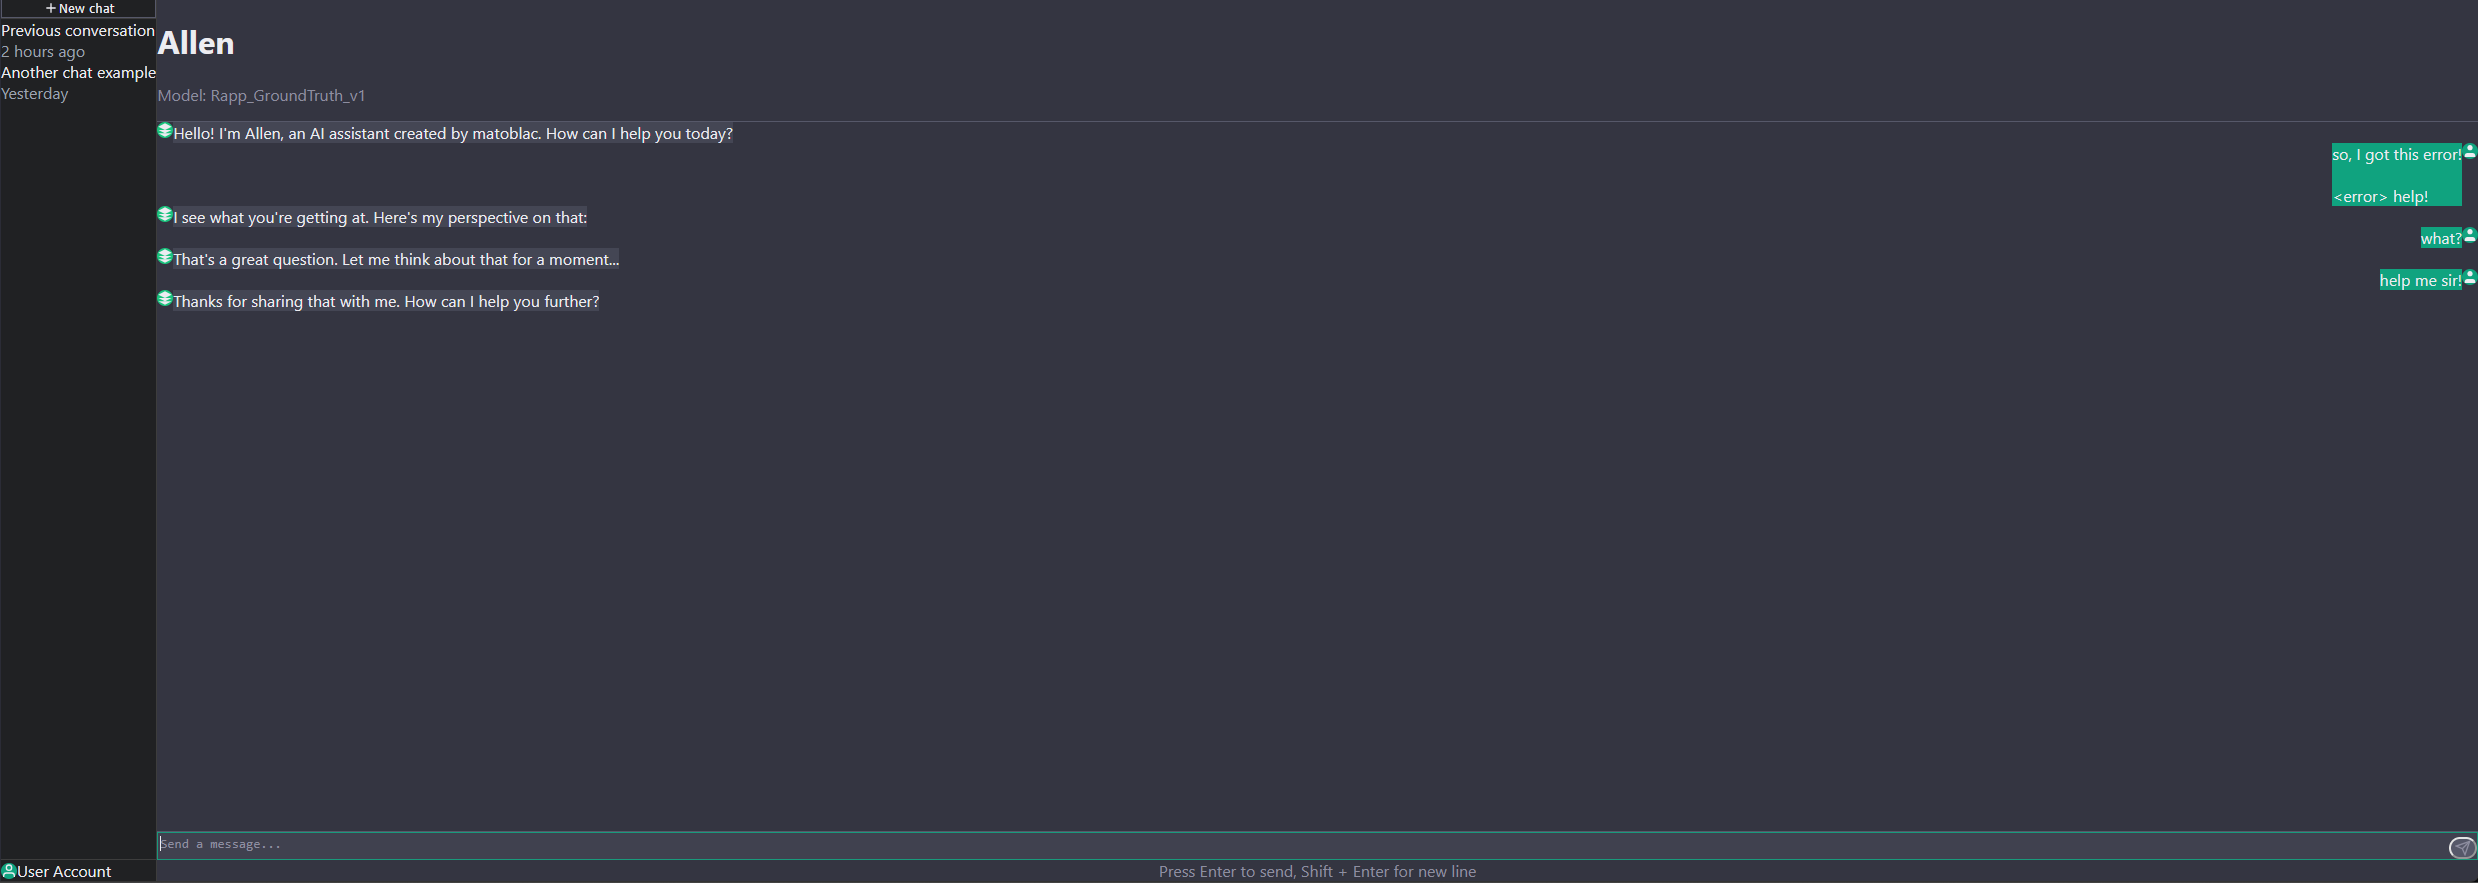 + New chat
Previous conversation
2 hours ago
Another chat example
Yesterday
User Account
Allen
Model: Rapp_GroundTruth_v1
Hello! I'm Allen, an AI assistant created by matoblac. How can I help you today?
so, I got this error!
<error> help!
I see what you're getting at. Here's my perspective on that:
what?
That's a great question. Let me think about that for a moment...
help me sir!
Thanks for sharing that with me. How can I help you further?
Send a message...
Press Enter to send, Shift + Enter for new line